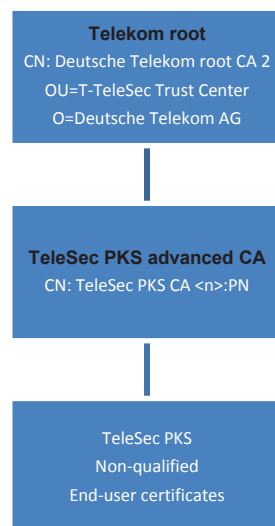 Telekom root
CN: Deutsche Telekom root CA 2
OU=T-TeleSec Trust Center
O=Deutsche Telekom AG
TeleSec PKS advanced CA
CN: TeleSec PKS CA <n>:PN
TeleSec PKS
Non-qualified
End-user certificates